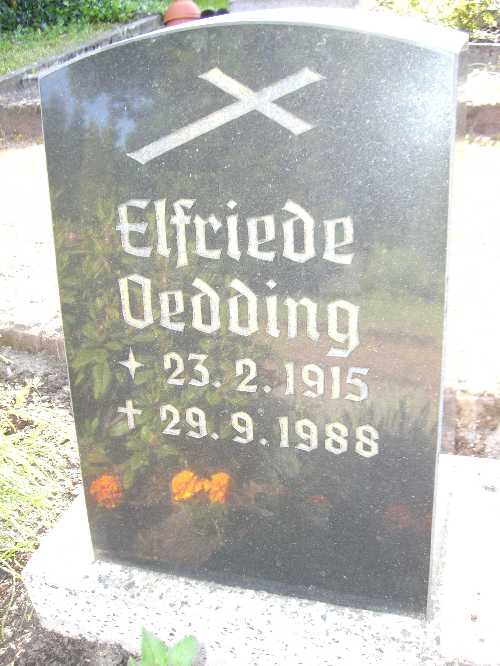 Elfriede
Oedding
✦ 23. 2. 1915
✝ 29. 9. 1988